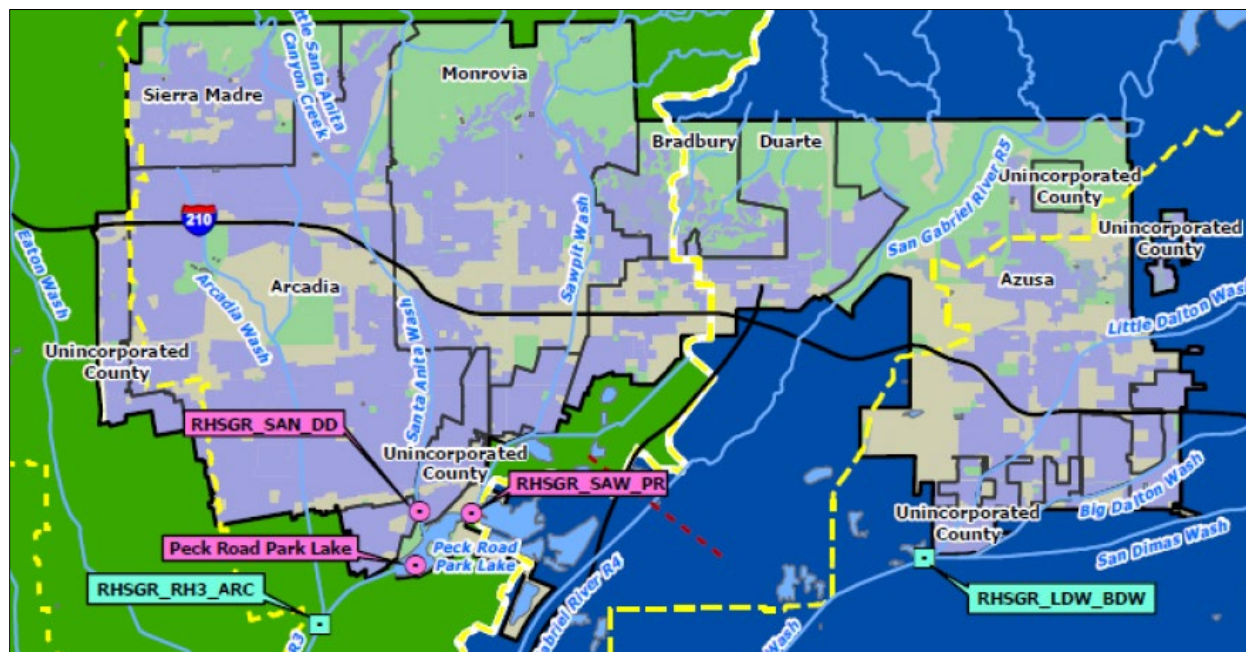 Little Santa Anita
Canyon Creek
Monrovia
Sierra Madre
Bradbury
Duarte
San Gabriel River R5
Unincorporated
County
Unincorporated
County
210
Eaton Wash
Arcadia Wash
Arcadia
Santa Anita Wash
Sawpit Wash
Azusa
Little Dalton Wash
Unincorporated
County
RHSGR_SAN_DD
Unincorporated
County
RHSGR_SAW_PR
Unincorporated
County
Big Dalton Wash
San Dimas Wash
Peck Road Park Lake
Peck Road
Park Lake
RHSGR_RH3_ARC
RHSGR_LDW_BDW
abriel River R4
Wash
R3